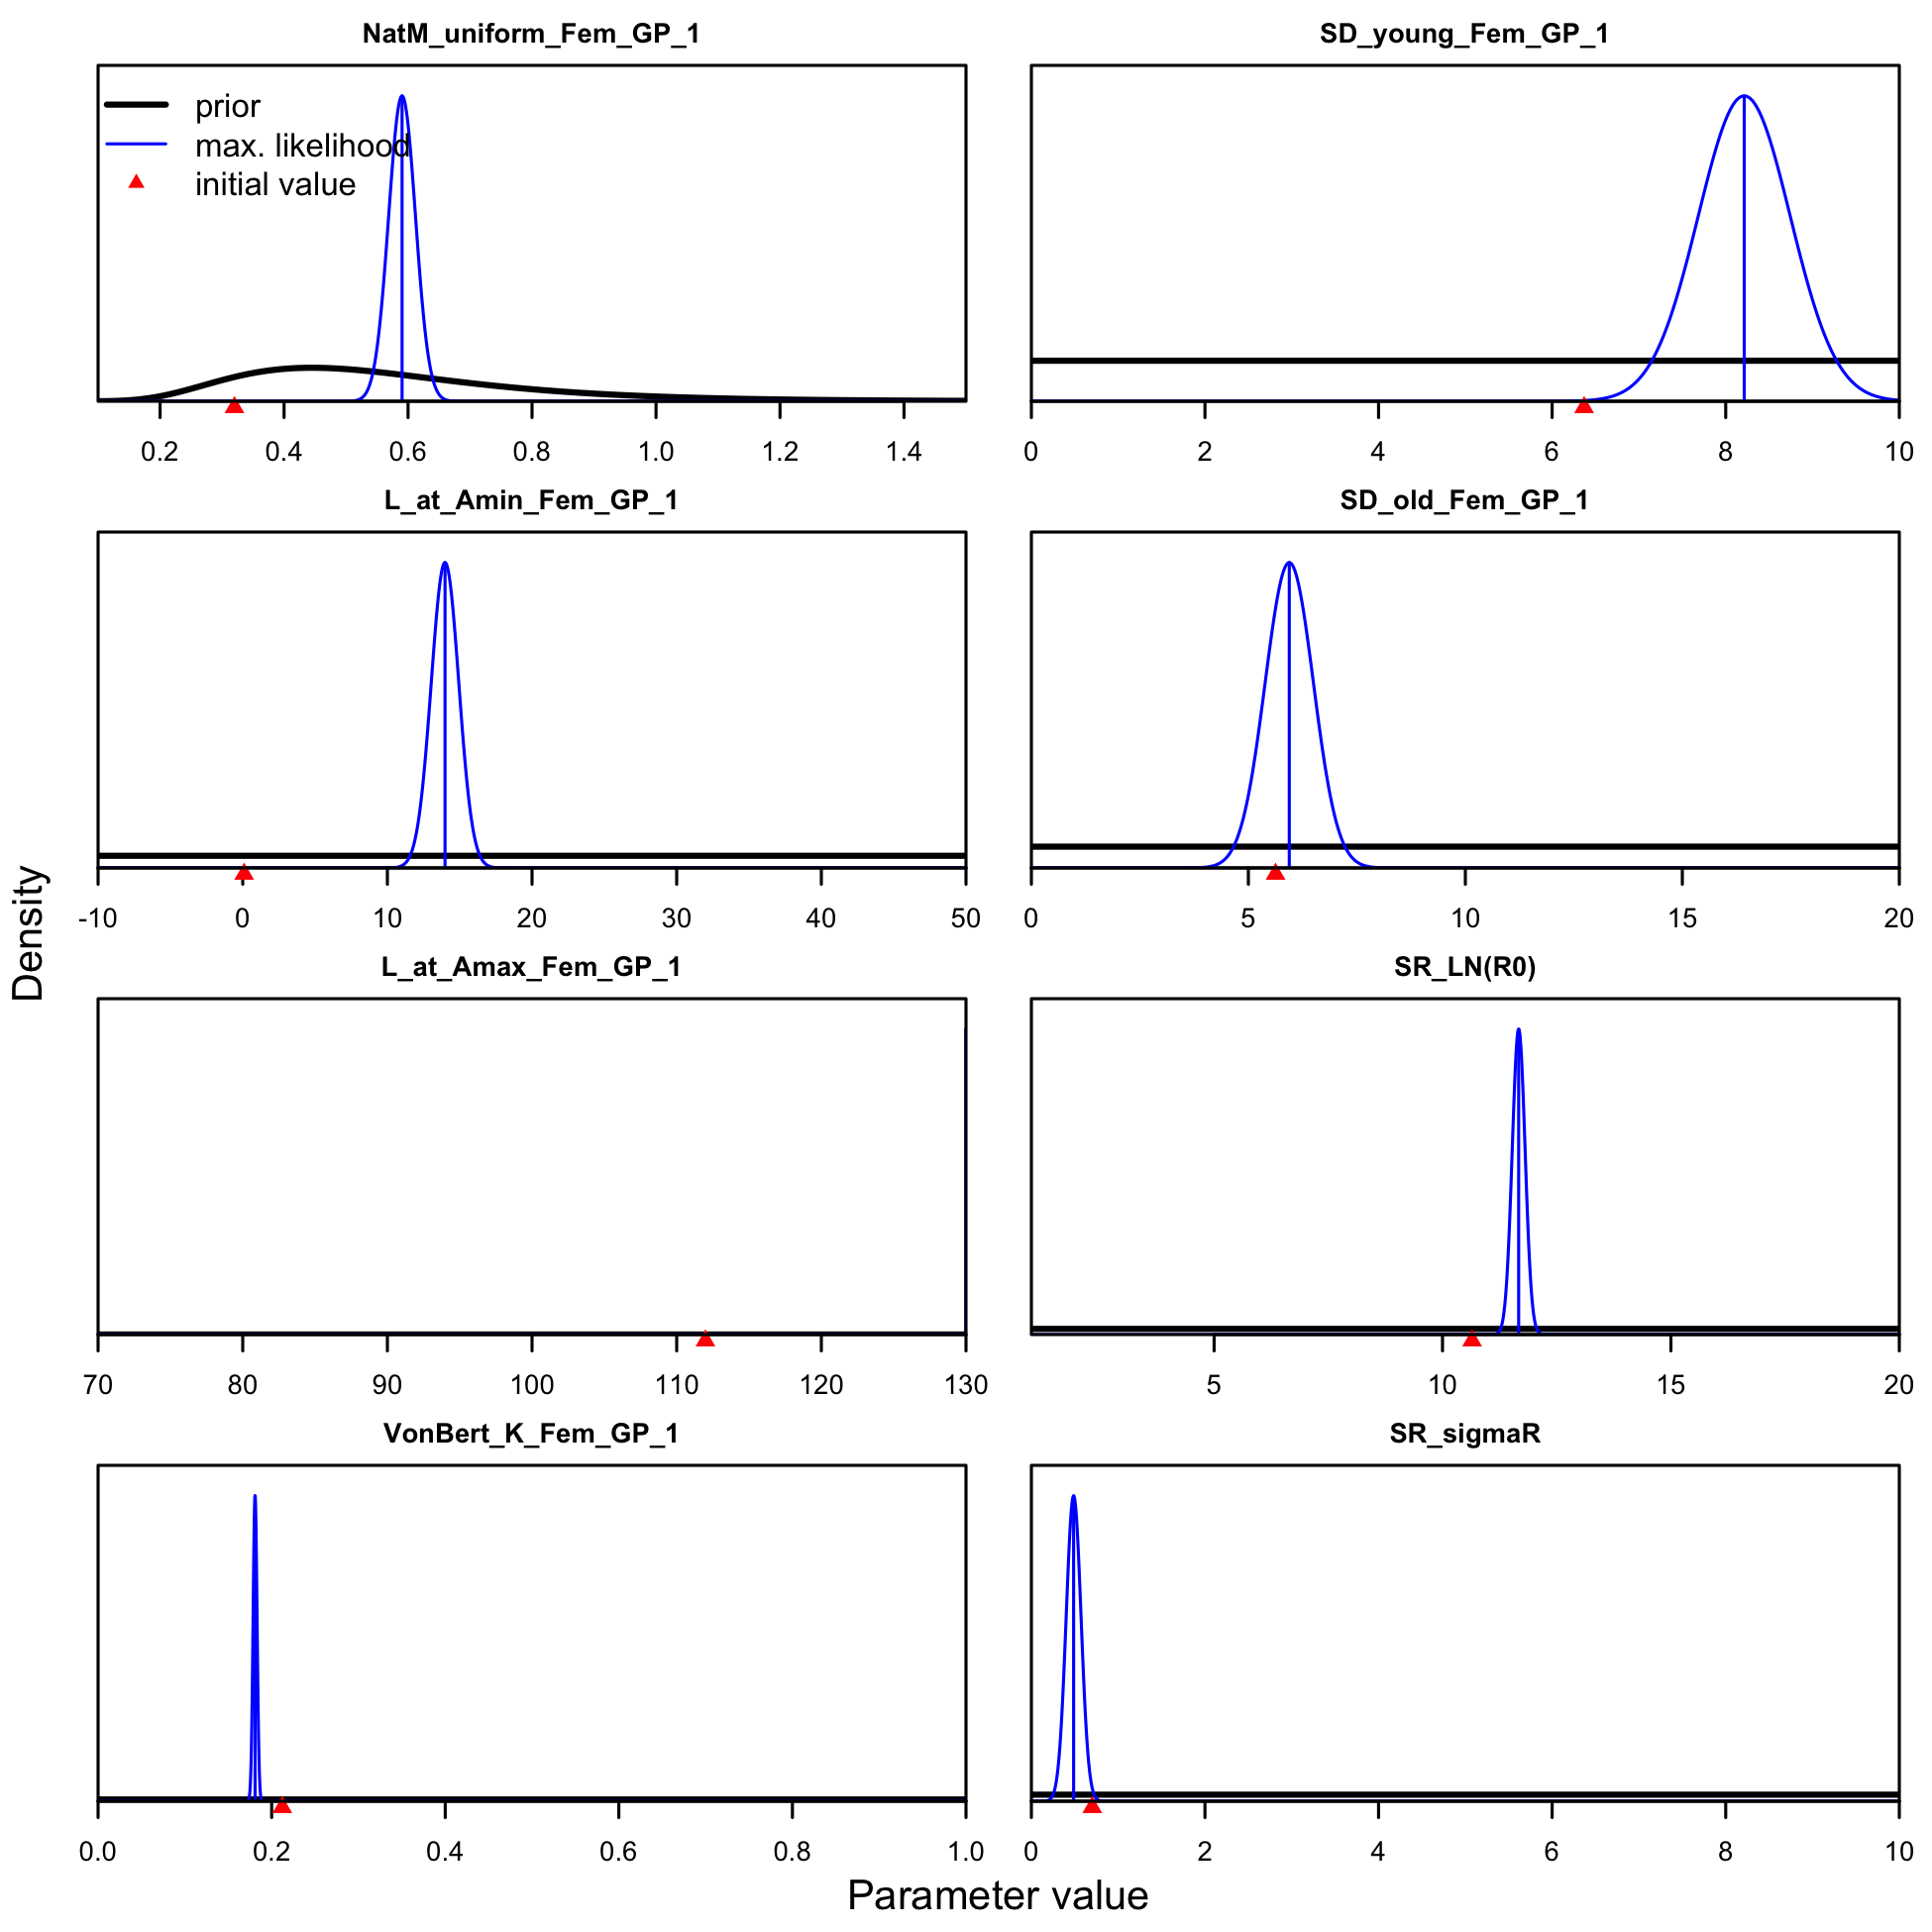 NatM_uniform_Fem_GP_1
prior
max. likelihood
initial value
0.2 0.4 0.6 0.8 1.0 1.2 1.4
SD_young_Fem_GP_1
0 2 4 6 8 10
L_at_Amin_Fem_GP_1
-10 0 10 20 30 40 50
SD_old_Fem_GP_1
0 5 10 15 20
L_at_Amax_Fem_GP_1
70 80 90 100 110 120 130
SR_LN(R0)
5 10 15 20
VonBert_K_Fem_GP_1
0.0 0.2 0.4 0.6 0.8 1.0
SR_sigmaR
0 2 4 6 8 10
Density
Parameter value